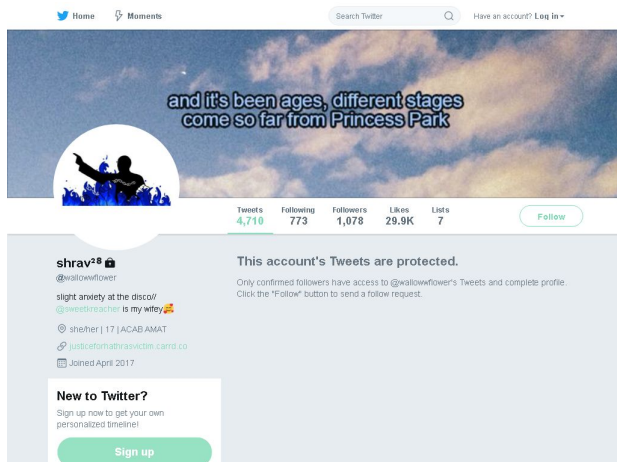 Home
Moments
Search Twitter
Have an account? Log in
and it's been ages, different stages
come so far from Princess Park
Tweets Following Followers Likes Lists
4,710 773 1,078 29.9K 7
Follow
shrav²⁸
@wallowwflower
slight anxiety at the disco//
@sweetkreacher is my wifey🥰
she/her | 17 | ACAB AMAT
justiceforhathrasvictim.carrd.co
Joined April 2017
This account's Tweets are protected.
Only confirmed followers have access to @wallowwflower's Tweets and complete profile.
Click the "Follow" button to send a follow request.
New to Twitter?
Sign up now to get your own
personalized timeline!
Sign up